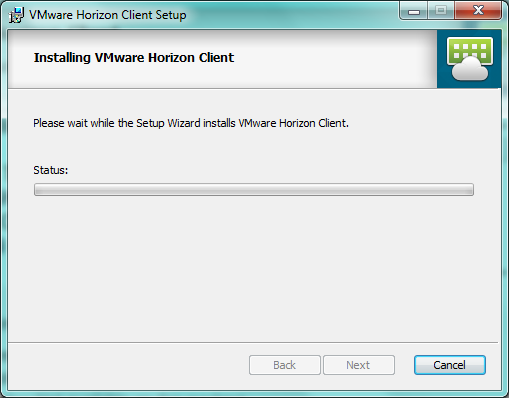 VMware Horizon Client Setup
Installing VMware Horizon Client
Please wait while the Setup Wizard installs VMware Horizon Client.
Status:
Back Next Cancel